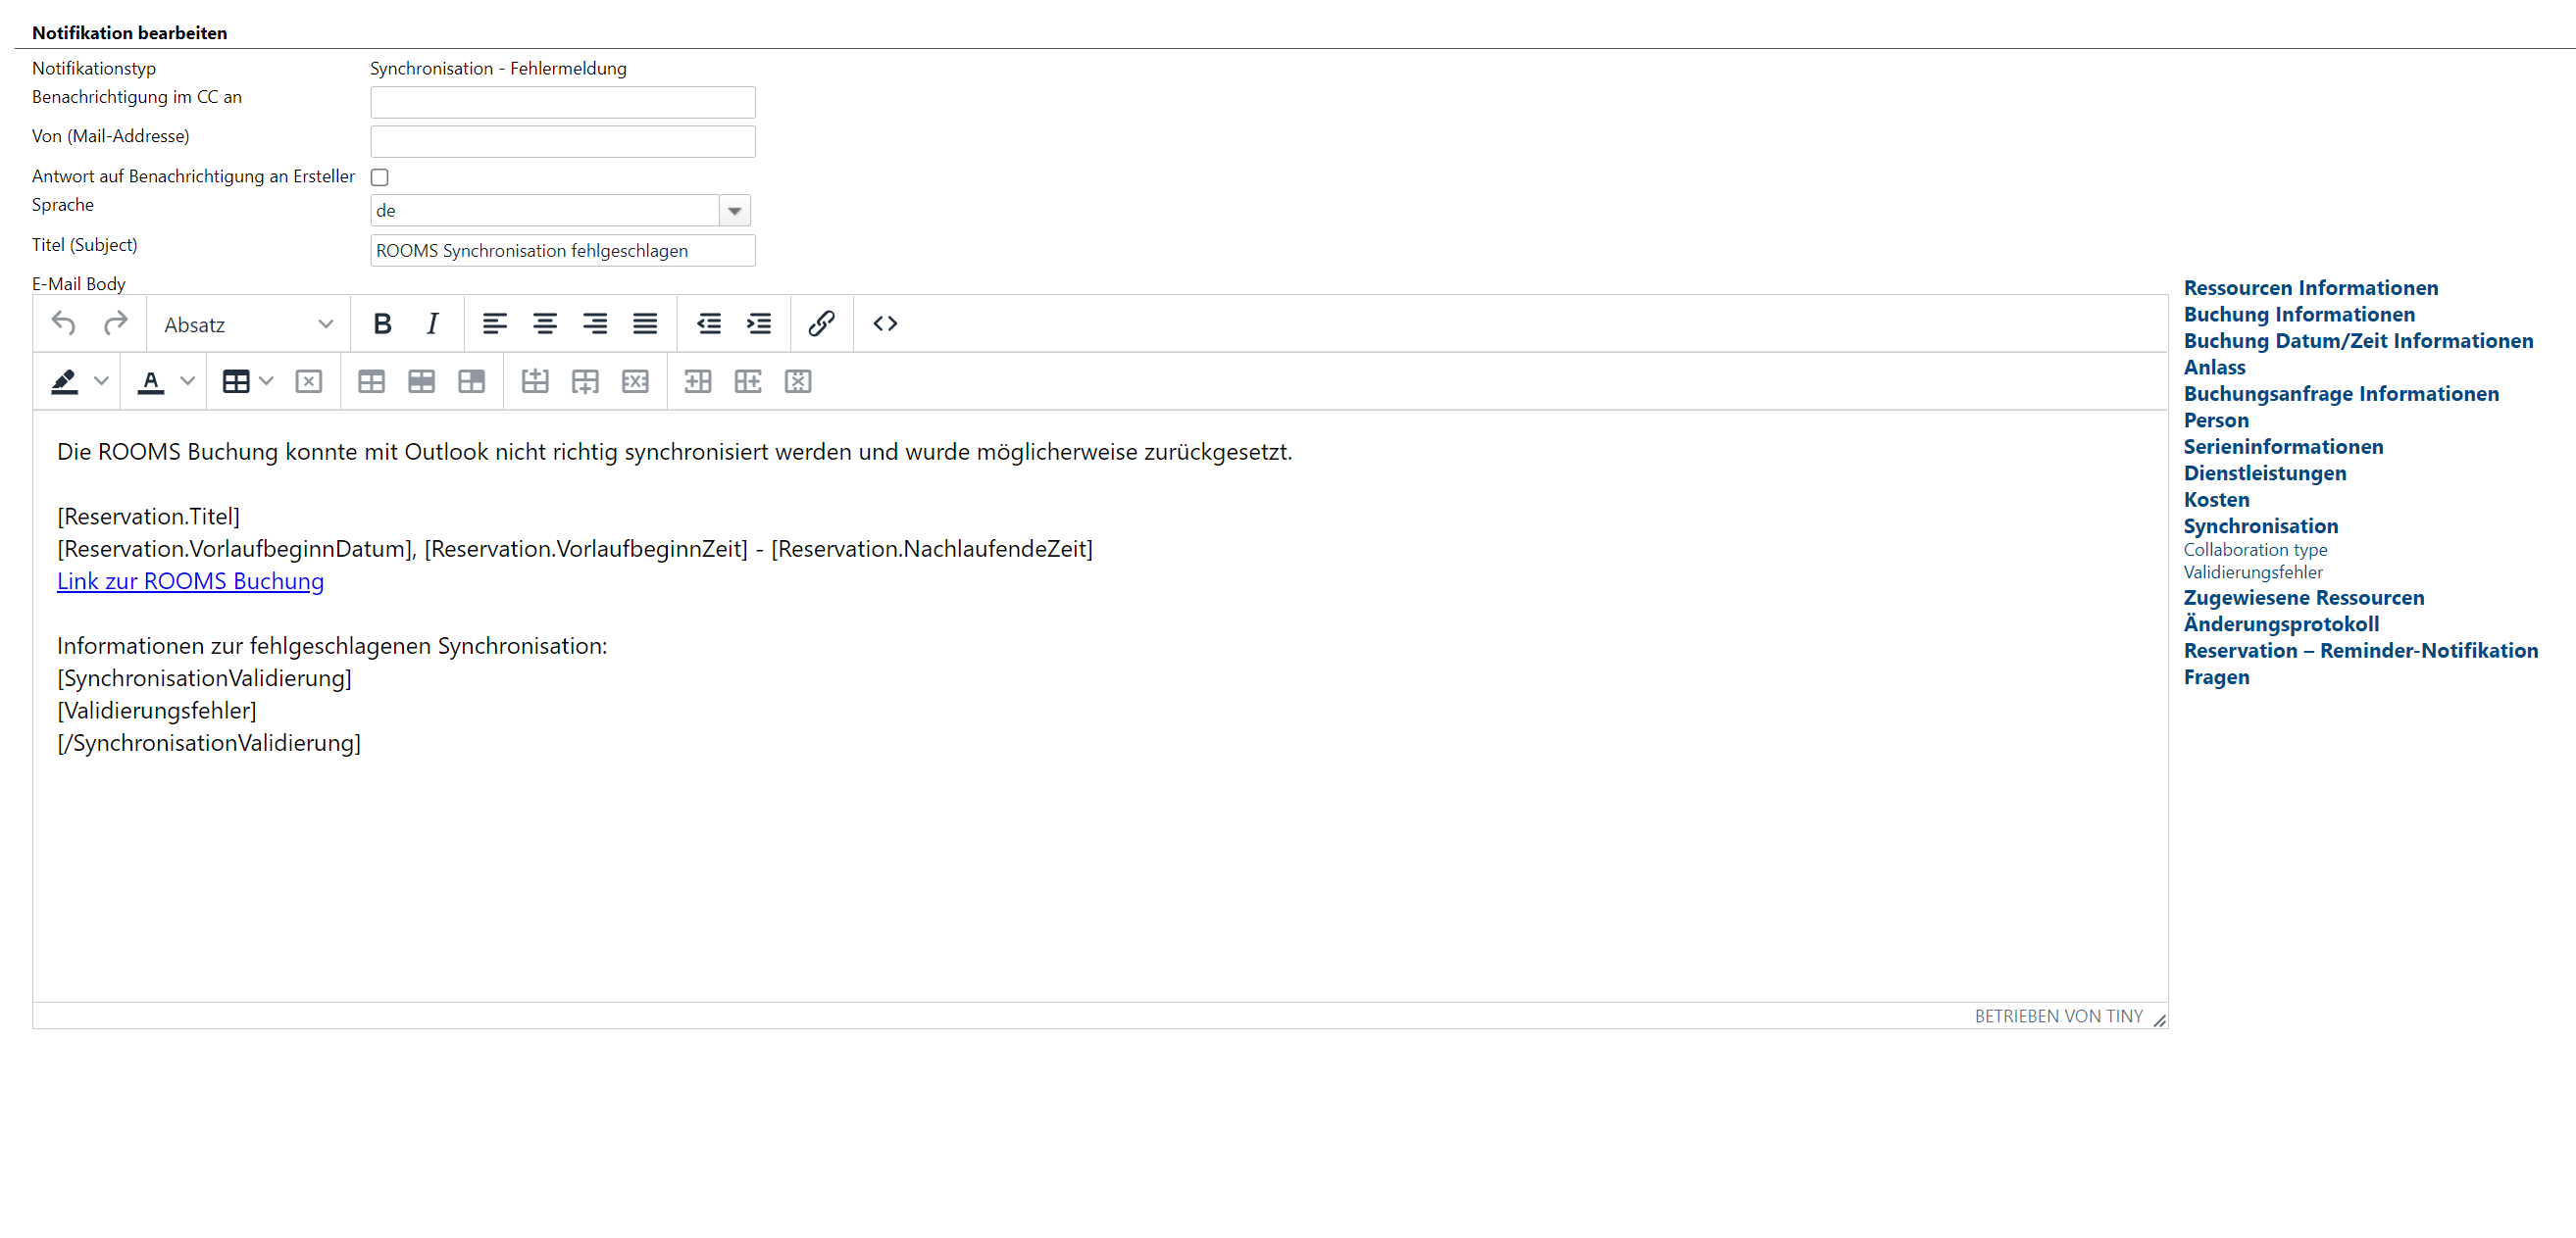 Notifikation bearbeiten
Notifikationstyp Synchronisation - Fehlermeldung
Benachrichtigung im CC an
Von (Mail-Addresse)
Antwort auf Benachrichtigung an Ersteller
Sprache de
Titel (Subject) ROOMS Synchronisation fehlgeschlagen
E-Mail Body
Absatz B I
A
Die ROOMS Buchung konnte mit Outlook nicht richtig synchronisiert werden und wurde möglicherweise zurückgesetzt.
[Reservation.Titel]
[Reservation.VorlaufbeginnDatum], [Reservation.VorlaufbeginnZeit] - [Reservation.NachlaufendeZeit]
Link zur ROOMS Buchung
Informationen zur fehlgeschlagenen Synchronisation:
[SynchronisationValidierung]
[Validierungsfehler]
[/SynchronisationValidierung]
BETRIEBEN VON TINY
Ressourcen Informationen
Buchung Informationen
Buchung Datum/Zeit Informationen
Anlass
Buchungsanfrage Informationen
Person
Serieninformationen
Dienstleistungen
Kosten
Synchronisation
Collaboration type
Validierungsfehler
Zugewiesene Ressourcen
Änderungsprotokoll
Reservation – Reminder-Notifikation
Fragen